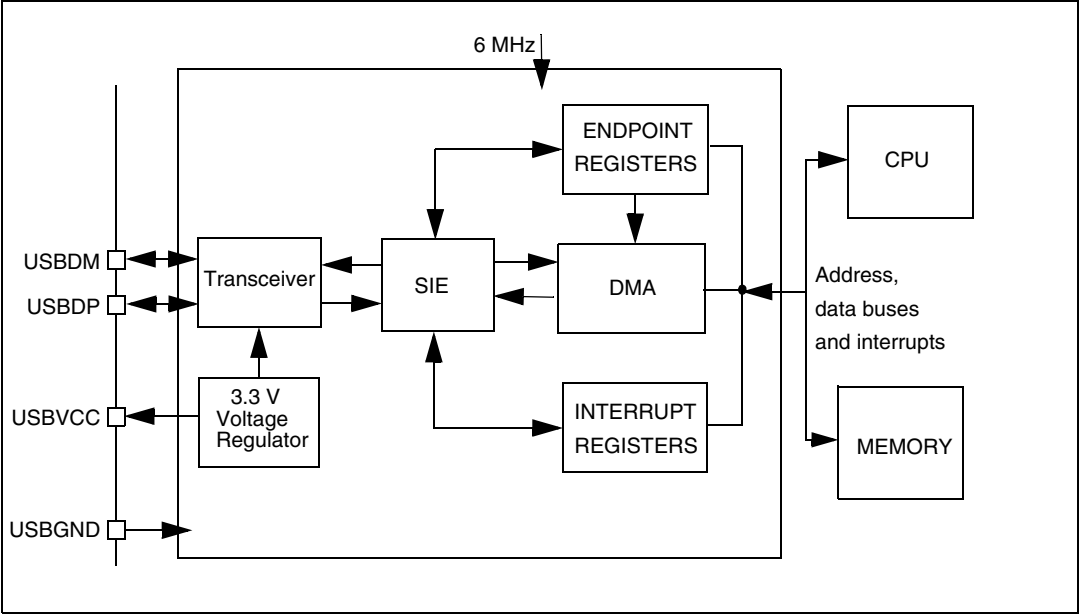 6 MHz
ENDPOINT
REGISTERS
CPU
USBDM
Transceiver
SIE
DMA
Address,
data buses
and interrupts
USBDP
3.3 V
Voltage
Regulator
USBVCC
INTERRUPT
REGISTERS
MEMORY
USBGND